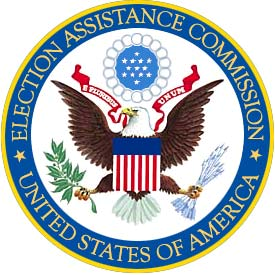 ELECTION ASSISTANCE COMMISSION
E PLURIBUS UNUM
★ UNITED STATES OF AMERICA ★